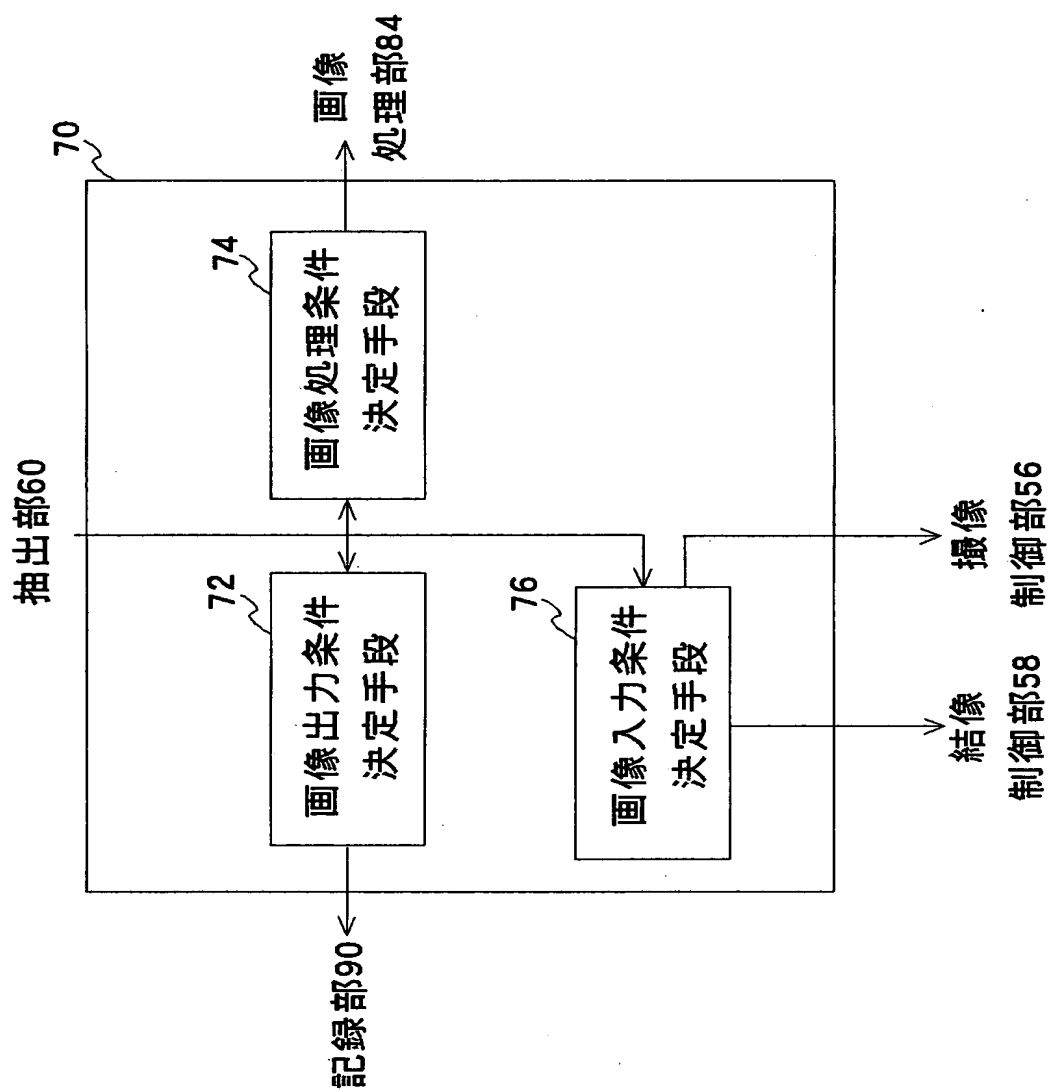 抽出部60
70
72
画像出力条件
決定手段
74
画像処理条件
決定手段
記録部90
画像
処理部84
76
画像入力条件
決定手段
結像
制御部58
撮像
制御部56